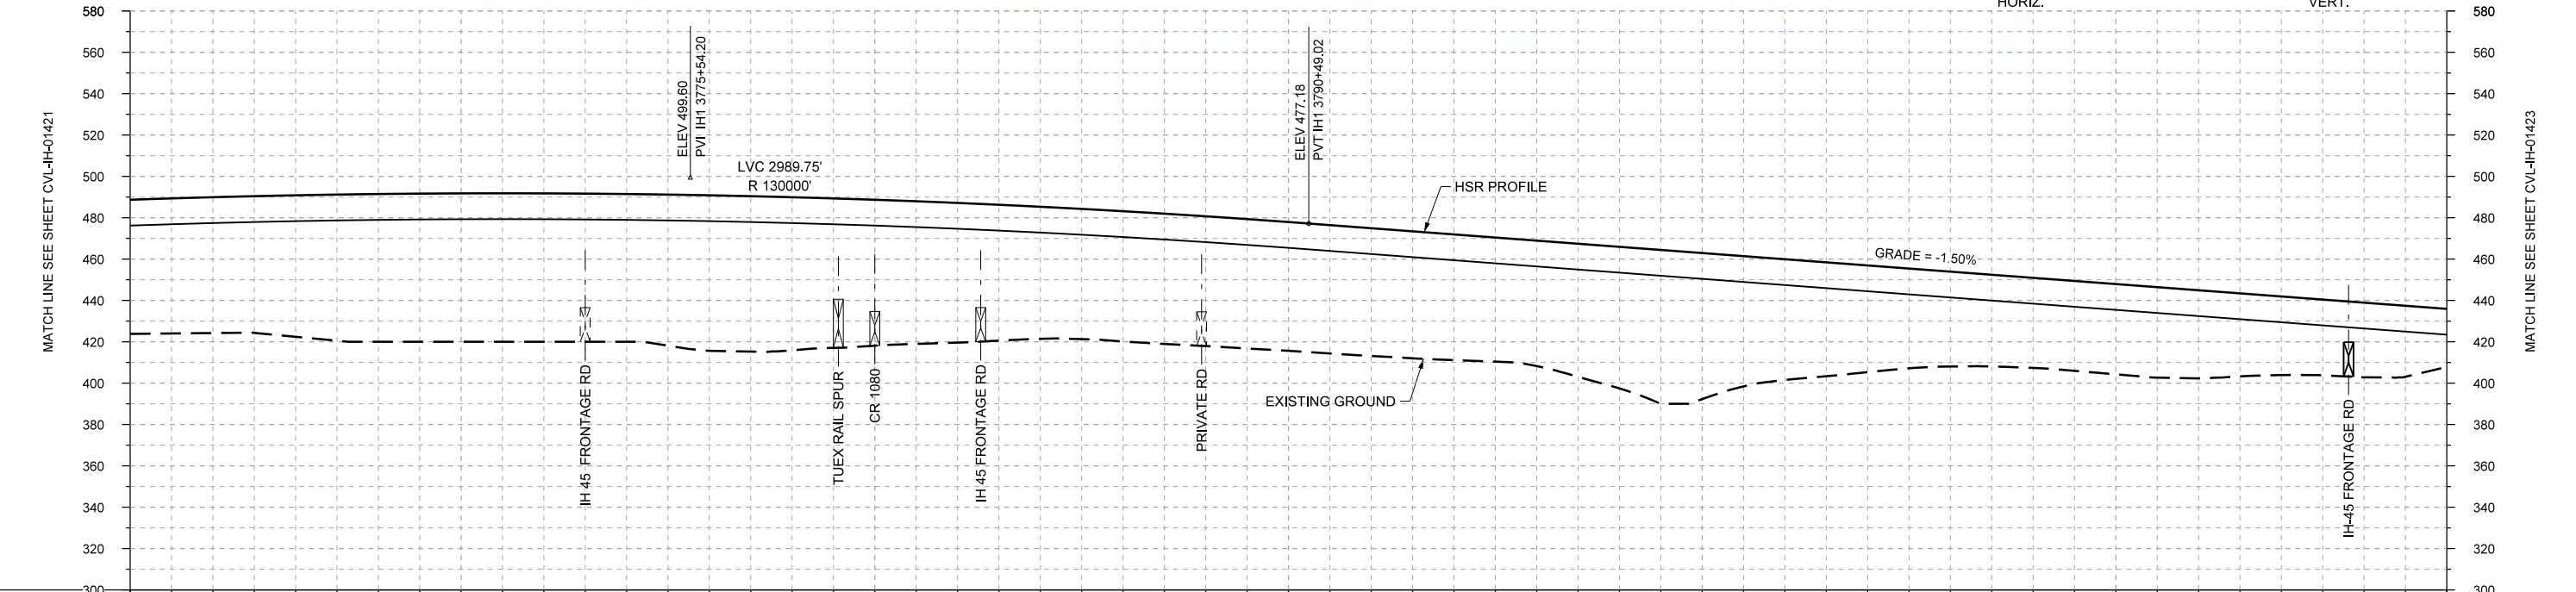 HORIZ.
VERT.
580
560
540
520
500
480
460
440
420
400
380
360
340
320
300
MATCH LINE SEE SHEET CVL-IH-01421
ELEV 499.60
PVI IH1 3775+54.20
LVC 2989.75'
R 130000'
ELEV 477.18
PVT IH1 3790+49.02
HSR PROFILE
GRADE = -1.50%
EXISTING GROUND
IH 45 FRONTAGE RD
TUEX RAIL SPUR
CR 1080
IH 45 FRONTAGE RD
PRIVATE RD
IH-45 FRONTAGE RD
580
560
540
520
500
480
460
440
420
400
380
360
340
320
300
MATCH LINE SEE SHEET CVL-IH-01423